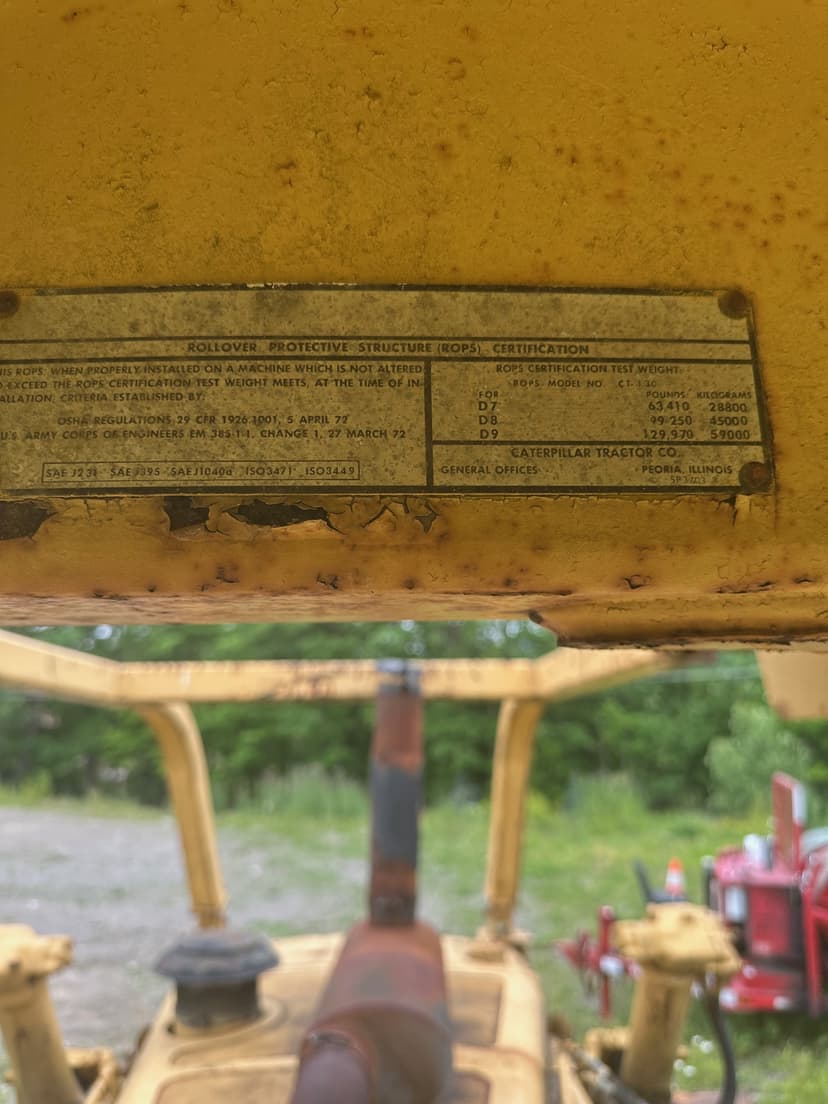 ROLLOVER PROTECTIVE STRUCTURE (ROPS) CERTIFICATION
HIS ROPS, WHEN PROPERLY INSTALLED ON A MACHINE WHICH IS NOT ALTERED
O EXCEED THE ROPS CERTIFICATION TEST WEIGHT MEETS, AT THE TIME OF IN-
ALLATION, CRITERIA ESTABLISHED BY:
OSHA REGULATIONS 29 CFR 1926.1001, 5 APRIL 72
U.S. ARMY CORPS OF ENGINEERS EM 385-1-1, CHANGE 1, 27 MARCH 72
SAE J231 SAE J395 SAE J1040a ISO3471 ISO3449
ROPS CERTIFICATION TEST WEIGHT
ROPS MODEL NO. CT-130
FOR POUNDS KILOGRAMS
D7 63,410 28800
D8 99,250 45000
D9 129,970 59000
CATERPILLAR TRACTOR CO.
GENERAL OFFICES PEORIA, ILLINOIS